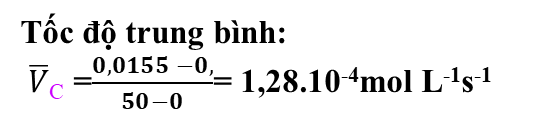 Tốc độ trung bình:
V̅C = (0,0155 – 0,)/(50 – 0) = 1,28.10⁻⁴mol L⁻¹s⁻¹